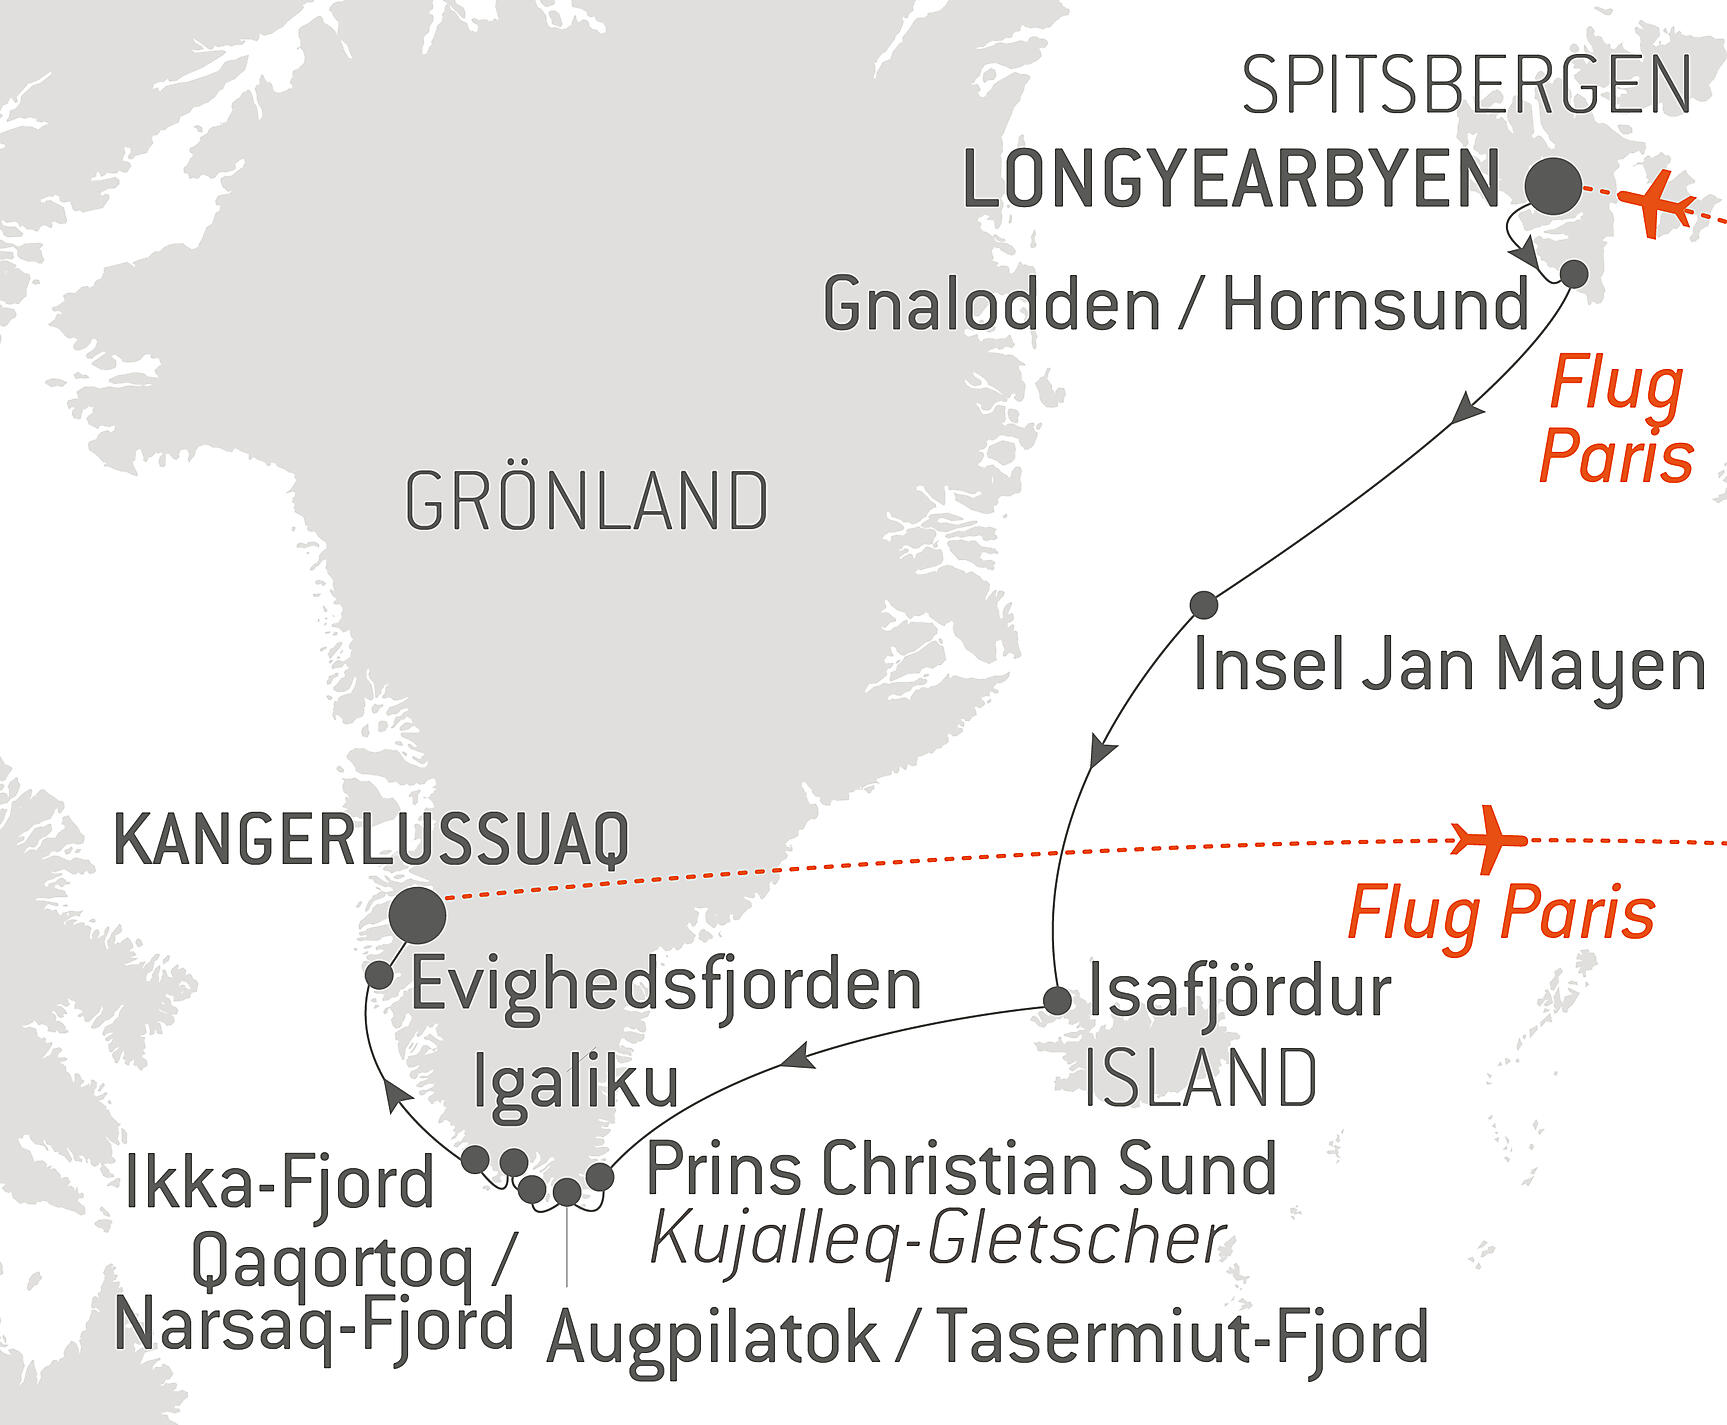 SPITSBERGEN
LONGYEARBYEN
Gnalodden / Hornsund
Flug
Paris
GRÖNLAND
Insel Jan Mayen
KANGERLUSSUAQ
Flug Paris
Evighedsfjorden
Isafjördur
ISLAND
Igaliku
Prins Christian Sund
Kujalleq-Gletscher
Ikka-Fjord
Qaqortoq /
Narsaq-Fjord
Augpilatok / Tasermiut-Fjord